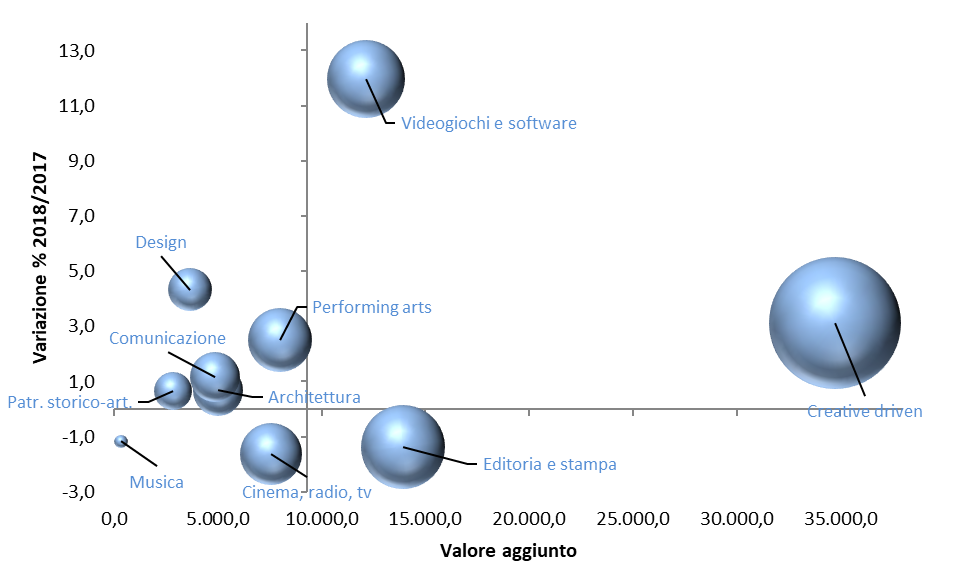 13,0
11,0
9,0
7,0
5,0
3,0
1,0
-1,0
-3,0
Variazione % 2018/2017
Videogiochi e software
Design
Performing arts
Comunicazione
Architettura
Patr. storico-art.
Creative driven
Editoria e stampa
Musica
Cinema, radio, tv
0,0 5.000,0 10.000,0 15.000,0 20.000,0 25.000,0 30.000,0 35.000,0
Valore aggiunto